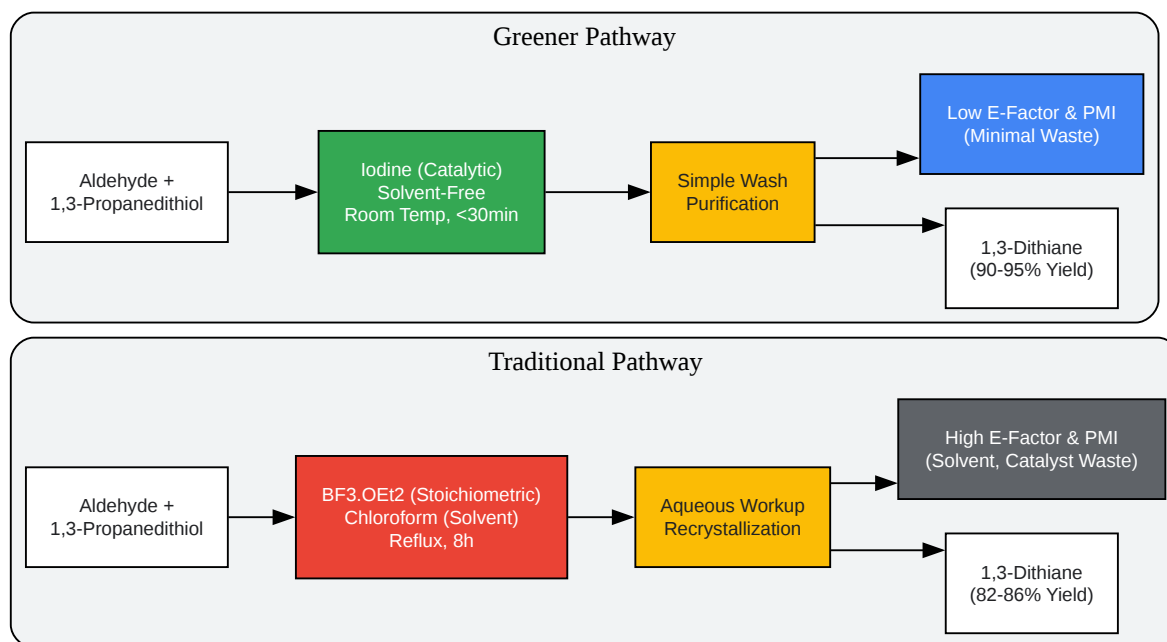 Greener Pathway
Aldehyde +
1,3-Propanedithiol
Iodine (Catalytic)
Solvent-Free
Room Temp, <30min
Simple Wash
Purification
Low E-Factor & PMI
(Minimal Waste)
1,3-Dithiane
(90-95% Yield)
Traditional Pathway
Aldehyde +
1,3-Propanedithiol
BF3.OEt2 (Stoichiometric)
Chloroform (Solvent)
Reflux, 8h
Aqueous Workup
Recrystallization
High E-Factor & PMI
(Solvent, Catalyst Waste)
1,3-Dithiane
(82-86% Yield)